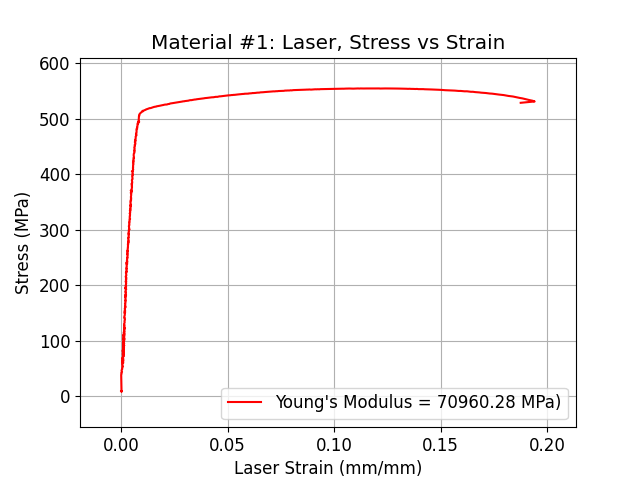 Material #1: Laser, Stress vs Strain
600
500
400
300
200
100
0
Stress (MPa)
Young's Modulus = 70960.28 MPa)
0.00 0.05 0.10 0.15 0.20
Laser Strain (mm/mm)